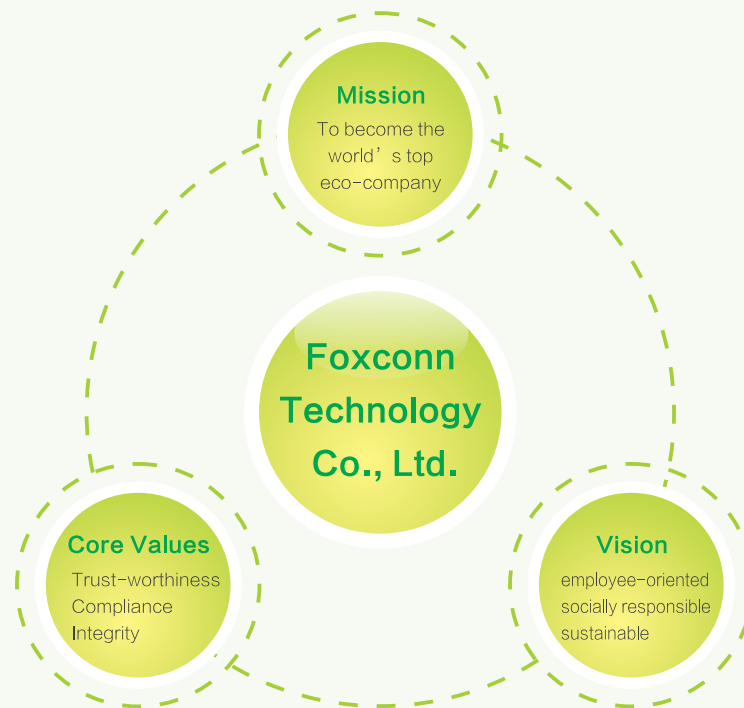 Mission
To become the
world’s top
eco-company
Foxconn
Technology
Co., Ltd.
Core Values
Trust-worthiness
Compliance
Integrity
Vision
employee-oriented
socially responsible
sustainable